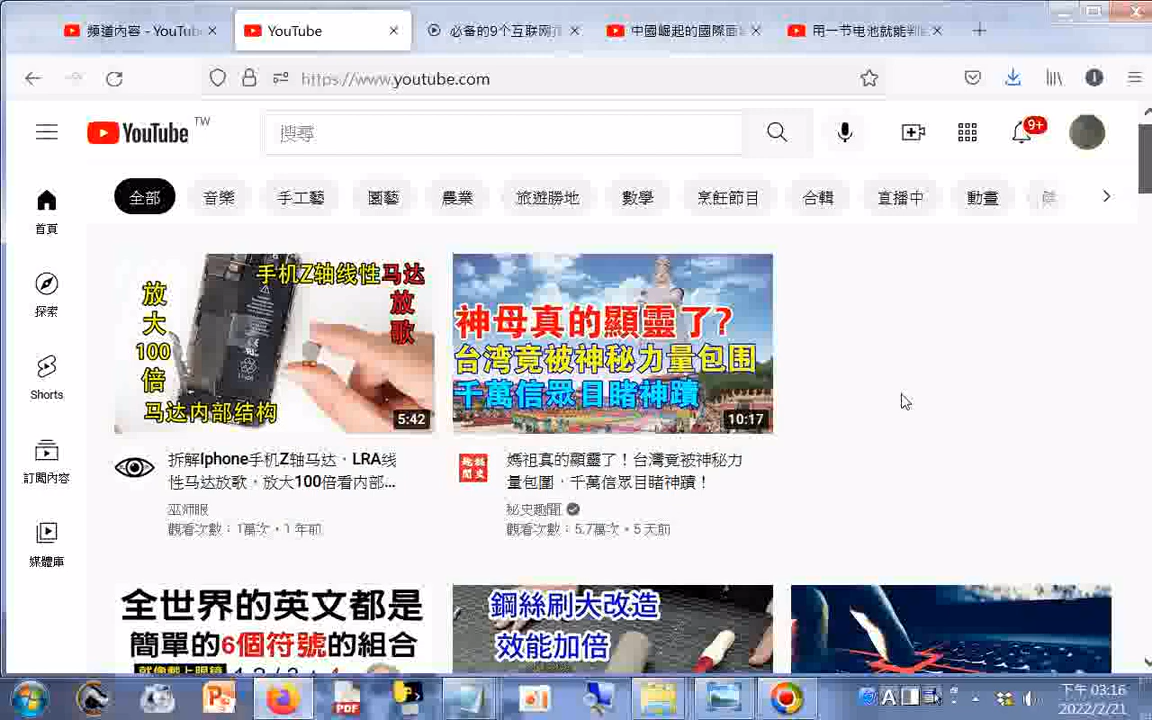 頻道內容 - YouTub
YouTube
必备的9个互联网
中國崛起的國際
用一节电池就能
https://www.youtube.com
YouTube TW
搜尋
9+
全部
音樂
手工藝
園藝
農業
旅遊勝地
數學
烹飪節目
合輯
直播中
動畫
首頁
探索
Shorts
訂閱內容
媒體庫
手机Z轴线性马达
放歌
放大100倍
马达内部结构
5:42
神母真的顯靈了?
台湾竟被神秘力量包围
千萬信眾目睹神蹟
10:17
拆解Iphone手机Z轴马达,LRA线
性马达放歌,放大100倍看内部...
巫师眼
觀看次數:1萬次 • 1 年前
媽祖真的顯靈了!台灣竟被神秘力
量包圍,千萬信眾目睹神蹟!
秘史趣聞
觀看次數:5.7萬次 • 5 天前
全世界的英文都是
簡單的6個符號的組合
鋼絲刷大改造
效能加倍
PDF
A
下午 03:16
2022/2/21